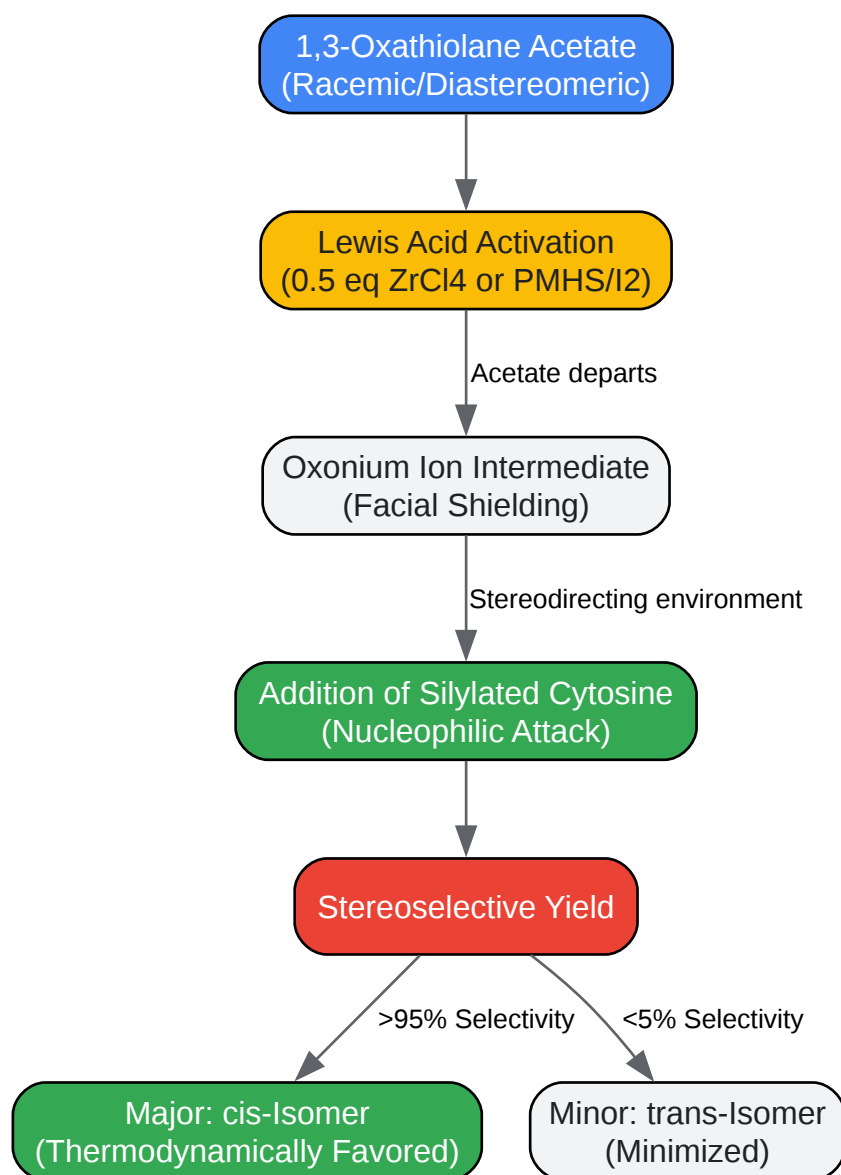 1,3-Oxathiolane Acetate
(Racemic/Diastereomeric)
Lewis Acid Activation
(0.5 eq ZrCl4 or PMHS/I2)
Acetate departs
Oxonium Ion Intermediate
(Facial Shielding)
Stereodirecting environment
Addition of Silylated Cytosine
(Nucleophilic Attack)
Stereoselective Yield
>95% Selectivity
<5% Selectivity
Major: cis-Isomer
(Thermodynamically Favored)
Minor: trans-Isomer
(Minimized)